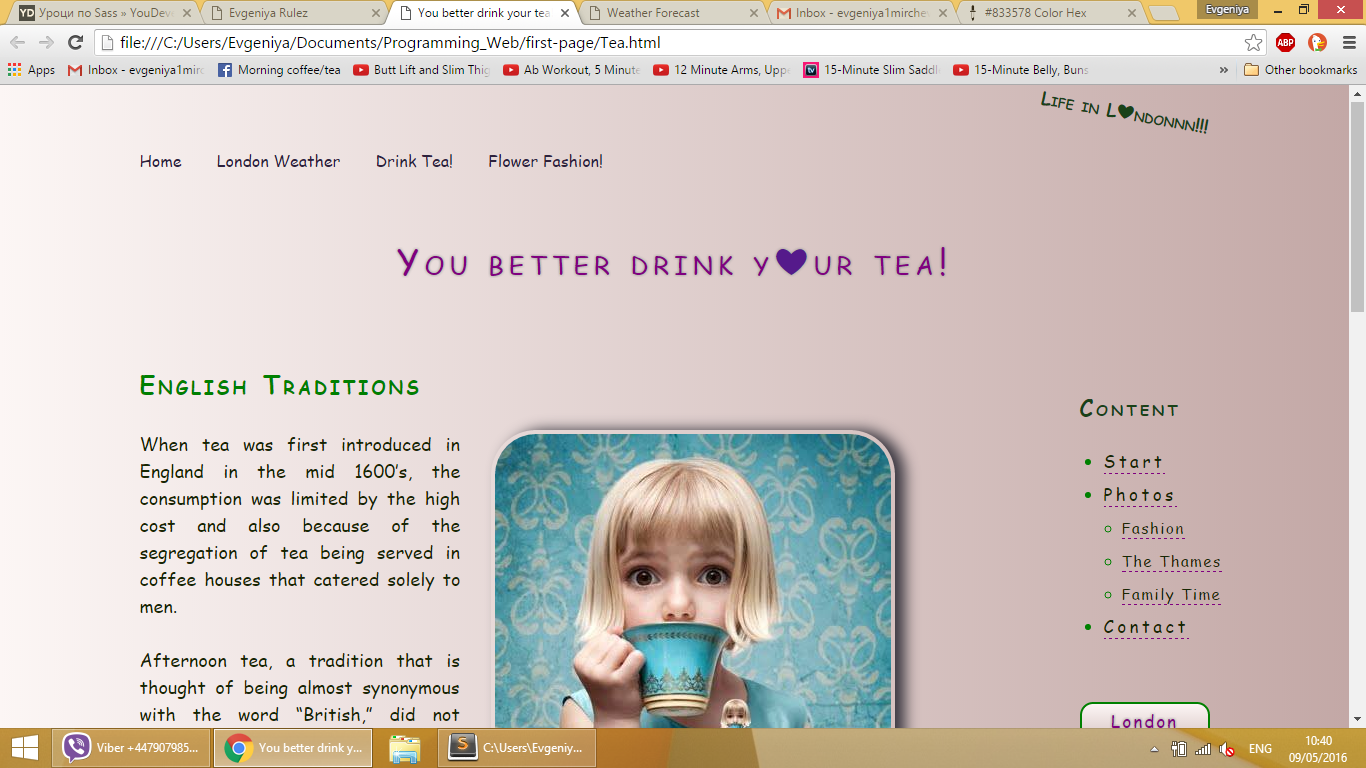 YD Уроци по Sass » YouDeve
Evgeniya Rulez
You better drink your tea
Weather Forecast
Inbox - evgeniya1mirchev
#833578 Color Hex
Evgeniya
file:///C:/Users/Evgeniya/Documents/Programming_Web/first-page/Tea.html
ABP
Apps
Inbox - evgeniya1mirc
Morning coffee/tea
Butt Lift and Slim Thig
Ab Workout, 5 Minute
12 Minute Arms, Uppe
15-Minute Slim Saddl
15-Minute Belly, Buns
» Other bookmarks
Life in L♥ndonnn!!!
Home London Weather Drink Tea! Flower Fashion!
You better drink y♥ur tea!
English Traditions
When tea was first introduced in
England in the mid 1600's, the
consumption was limited by the high
cost and also because of the
segregation of tea being served in
coffee houses that catered solely to
men.
Afternoon tea, a tradition that is
thought of being almost synonymous
with the word “British,” did not
Content
Start
Photos
Fashion
The Thames
Family Time
Contact
London
Viber +447907985...
You better drink y...
C:\Users\Evgeniy...
ENG
10:40
09/05/2016